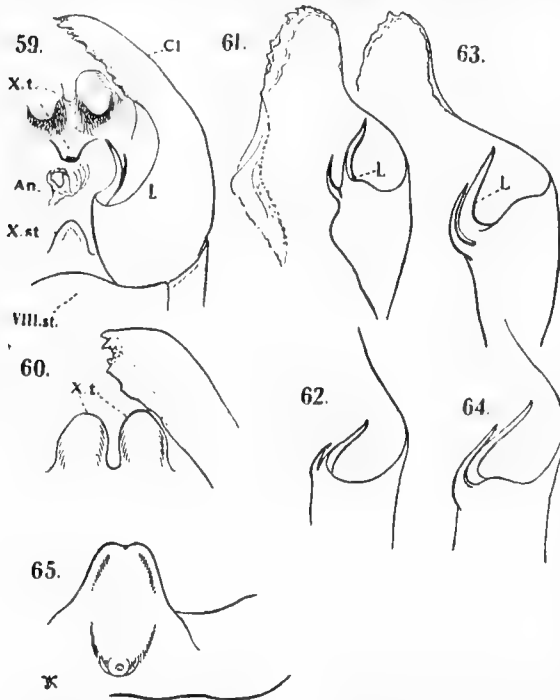 59.
Cl
X.t.
L
An.
X.st
VIII.st.
61.
L
63.
L
60.
X.t.
62.
64.
65.